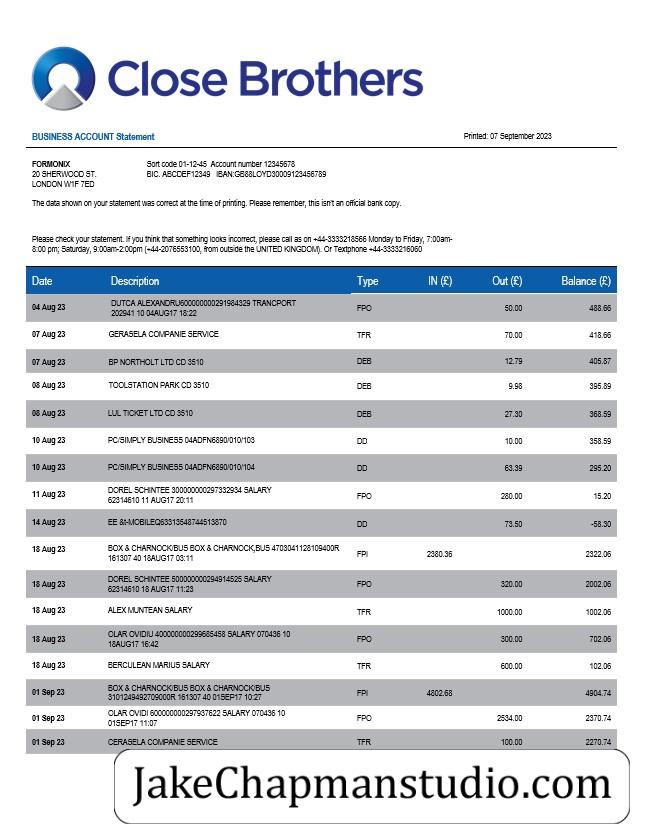 Close Brothers
BUSINESS ACCOUNT Statement Printed: 07 September 2023
FORMONIX Sort code 01-12-45 Account number 12345678
20 SHERWOOD ST. BIC. ABCDEF12349 IBAN:GB88LOYD30009123456789
LONDON W1F 7ED
The data shown on your statement was correct at the time of printing. Please remember, this isn't an official bank copy.
Please check your statement. If you think that something looks incorrect, please call as on +44-3333218566 Monday to Friday, 7:00am-
8:00 pm; Saturday, 9:00am-2:00pm (+44-2076553100, from outside the UNITED KINGDOM). Or Textphone +44-3333216060
Date Description Type IN (£) Out (£) Balance (£)
04 Aug 23 DUTCA ALEXANDRU600000000291984329 TRANCPORT FPO 50.00 488.66
202941 10 04AUG17 18:22
07 Aug 23 GERASELA COMPANIE SERVICE TFR 70.00 418.66
07 Aug 23 BP NORTHOLT LTD CD 3510 DEB 12.79 405.87
08 Aug 23 TOOLSTATION PARK CD 3510 DEB 9.98 395.89
08 Aug 23 LUL TICKET LTD CD 3510 DEB 27.30 368.59
10 Aug 23 PC/SIMPLY BUSINESS 04ADFN6890/010/103 DD 10.00 358.59
10 Aug 23 PC/SIMPLY BUSINESS 04ADFN6890/010/104 DD 63.39 295.20
11 Aug 23 DOREL SCHINTEE 300000000297332934 SALARY FPO 280.00 15.20
62314610 11 AUG17 20:11
14 Aug 23 EE &t-MOBILEQ63313548744513870 DD 73.50 -58.30
18 Aug 23 BOX & CHARNOCK/BUS BOX & CHARNOCK,BUS 4703041128109400R FPI 2380.36 2322.06
161307 40 18AUG17 03:11
18 Aug 23 DOREL SCHINTEE 500000000294914525 SALARY FPO 320.00 2002.06
62314610 18 AUG17 11:23
18 Aug 23 ALEX MUNTEAN SALARY TFR 1000.00 1002.06
18 Aug 23 OLAR OVIDIU 400000000299685458 SALARY 070436 10 FPO 300.00 702.06
18AUG17 16:42
18 Aug 23 BERCULEAN MARIUS SALARY TFR 600.00 102.06
01 Sep 23 BOX & CHARNOCK/BUS BOX & CHARNOCK/BUS FPI 4802.68 4904.74
3101249492709000R 161307 40 01SEP17 10:27
01 Sep 23 OLAR OVIDI 600000000297937622 SALARY 070436 10 FPO 2534.00 2370.74
01SEP17 11:07
01 Sep 23 CERASELA COMPANIE SERVICE TFR 100.00 2270.74
JakeChapmanstudio.com